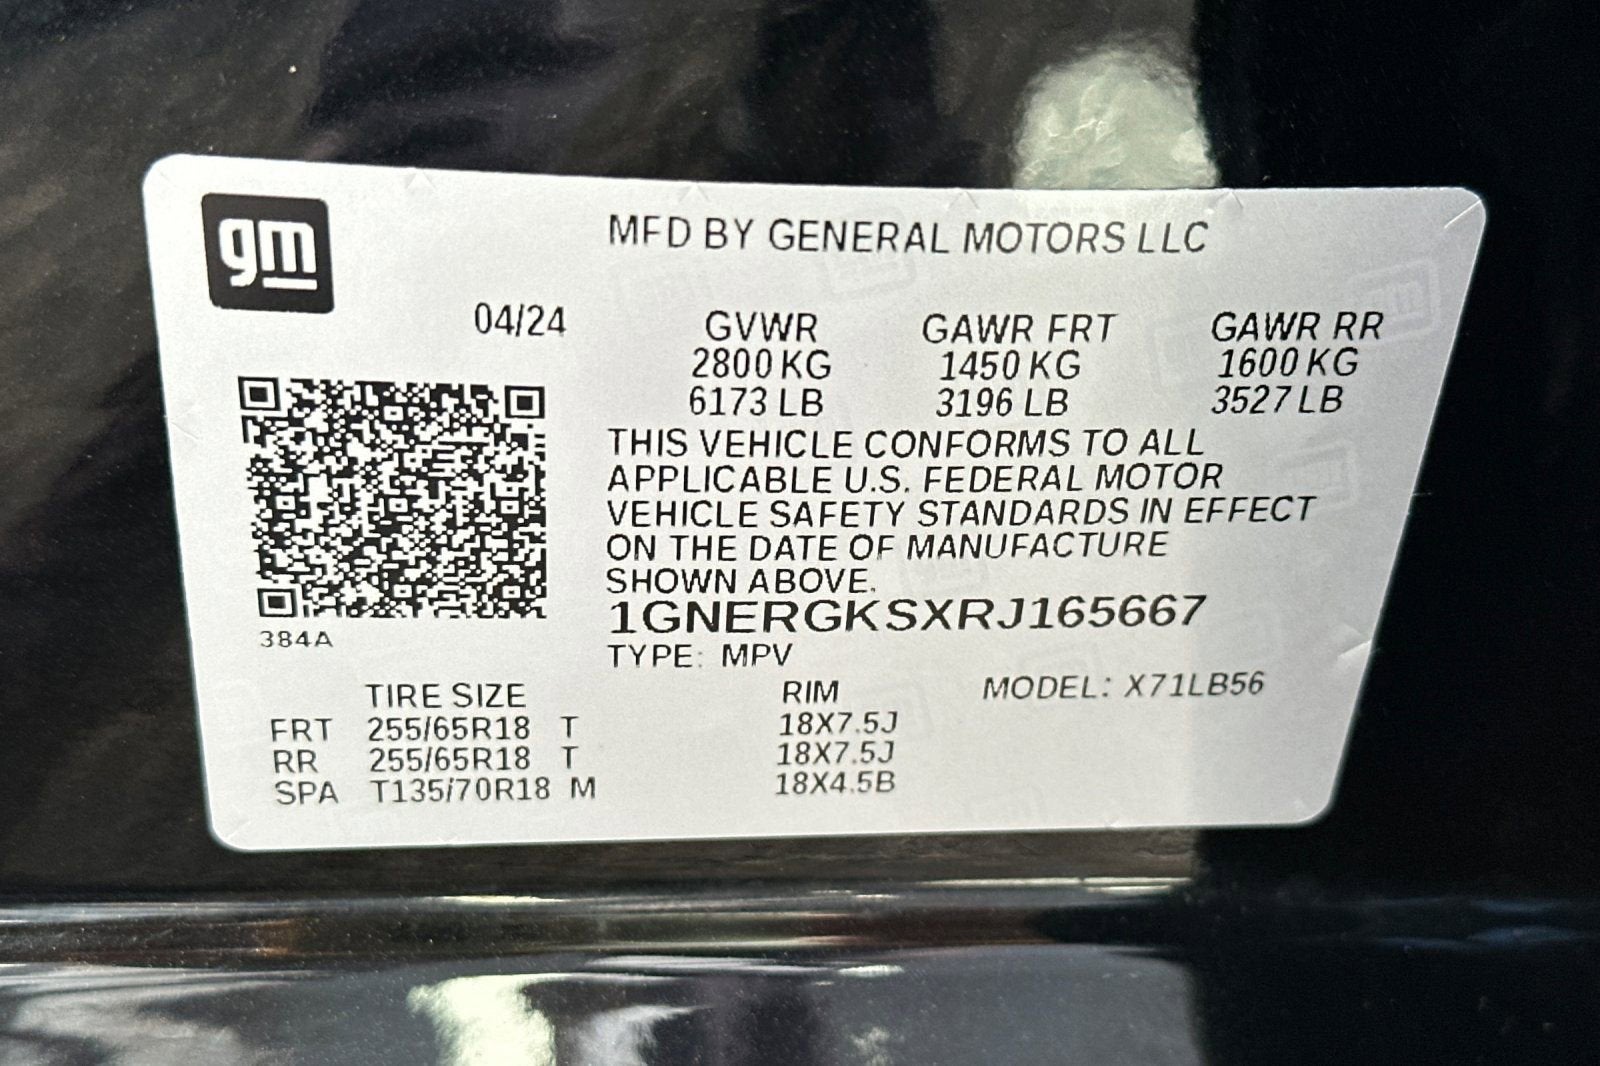 gm
MFD BY GENERAL MOTORS LLC
04/24 GVWR GAWR FRT GAWR RR
2800 KG 1450 KG 1600 KG
6173 LB 3196 LB 3527 LB
THIS VEHICLE CONFORMS TO ALL
APPLICABLE U.S. FEDERAL MOTOR
VEHICLE SAFETY STANDARDS IN EFFECT
ON THE DATE OF MANUFACTURE
SHOWN ABOVE.
1GNERGKSXRJ165667
384A
TYPE: MPV
TIRE SIZE RIM MODEL: X71LB56
FRT 255/65R18 T 18X7.5J
RR 255/65R18 T 18X7.5J
SPA T135/70R18 M 18X4.5B